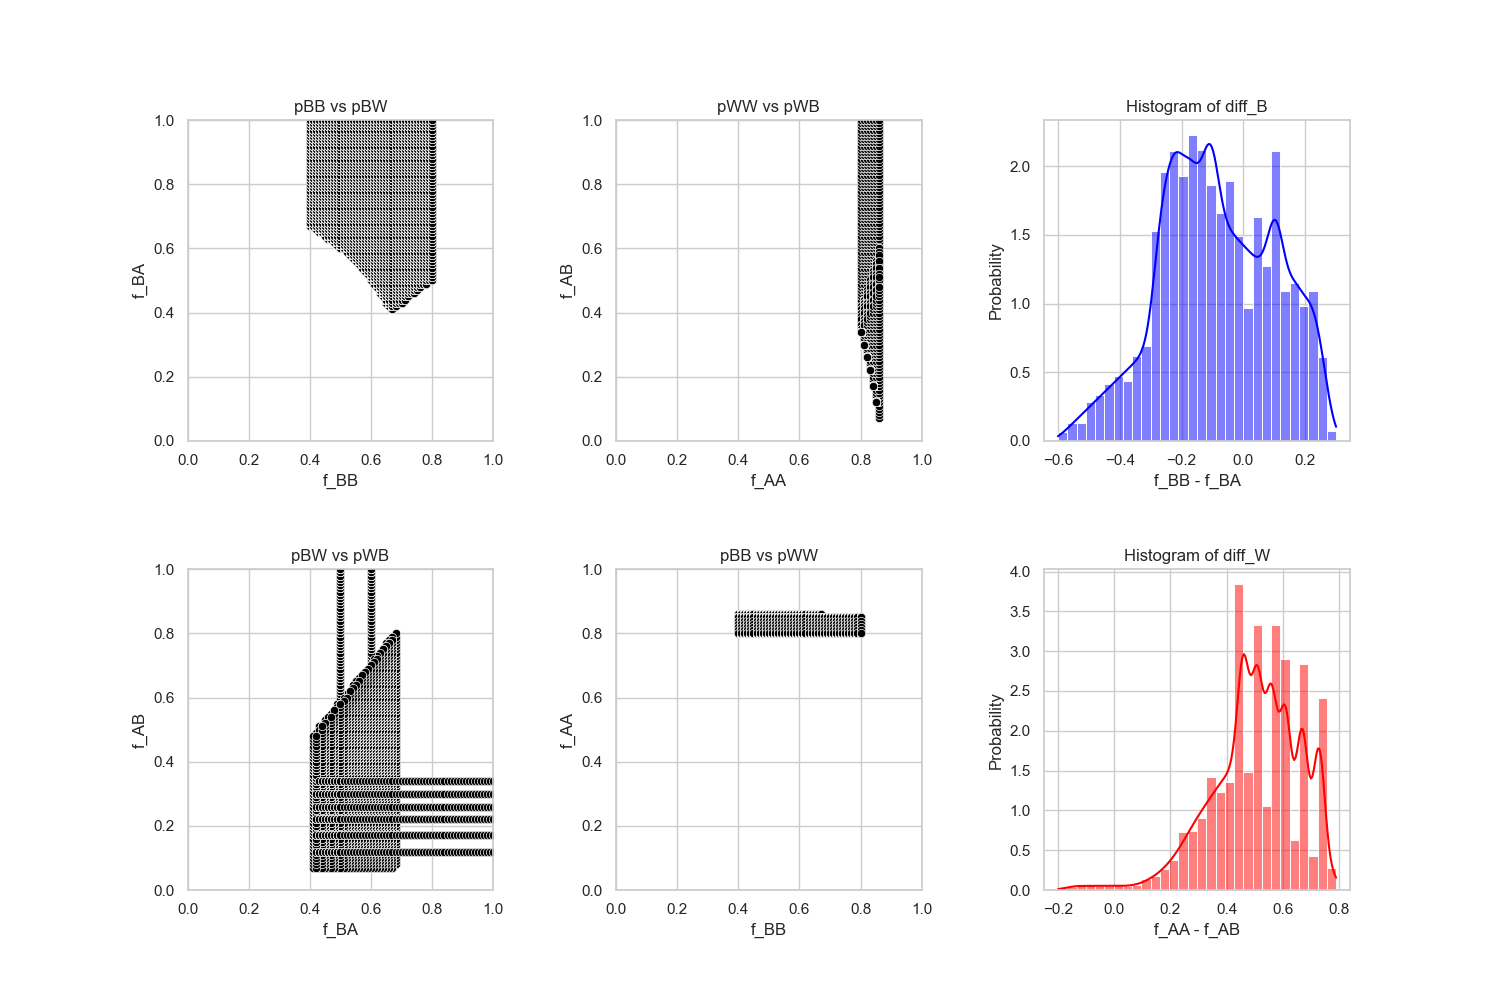 pBB vs pBW
1.0
0.8
0.6
0.4
0.2
0.0
f_BA
0.0 0.2 0.4 0.6 0.8 1.0
f_BB
pWW vs pWB
1.0
0.8
0.6
0.4
0.2
0.0
f_AB
0.0 0.2 0.4 0.6 0.8 1.0
f_AA
Histogram of diff_B
2.0
1.5
1.0
0.5
0.0
Probability
−0.6 −0.4 −0.2 0.0 0.2
f_BB - f_BA
pBW vs pWB
1.0
0.8
0.6
0.4
0.2
0.0
f_AB
0.0 0.2 0.4 0.6 0.8 1.0
f_BA
pBB vs pWW
1.0
0.8
0.6
0.4
0.2
0.0
f_AA
0.0 0.2 0.4 0.6 0.8 1.0
f_BB
Histogram of diff_W
4.0
3.5
3.0
2.5
2.0
1.5
1.0
0.5
0.0
Probability
−0.2 0.0 0.2 0.4 0.6 0.8
f_AA - f_AB